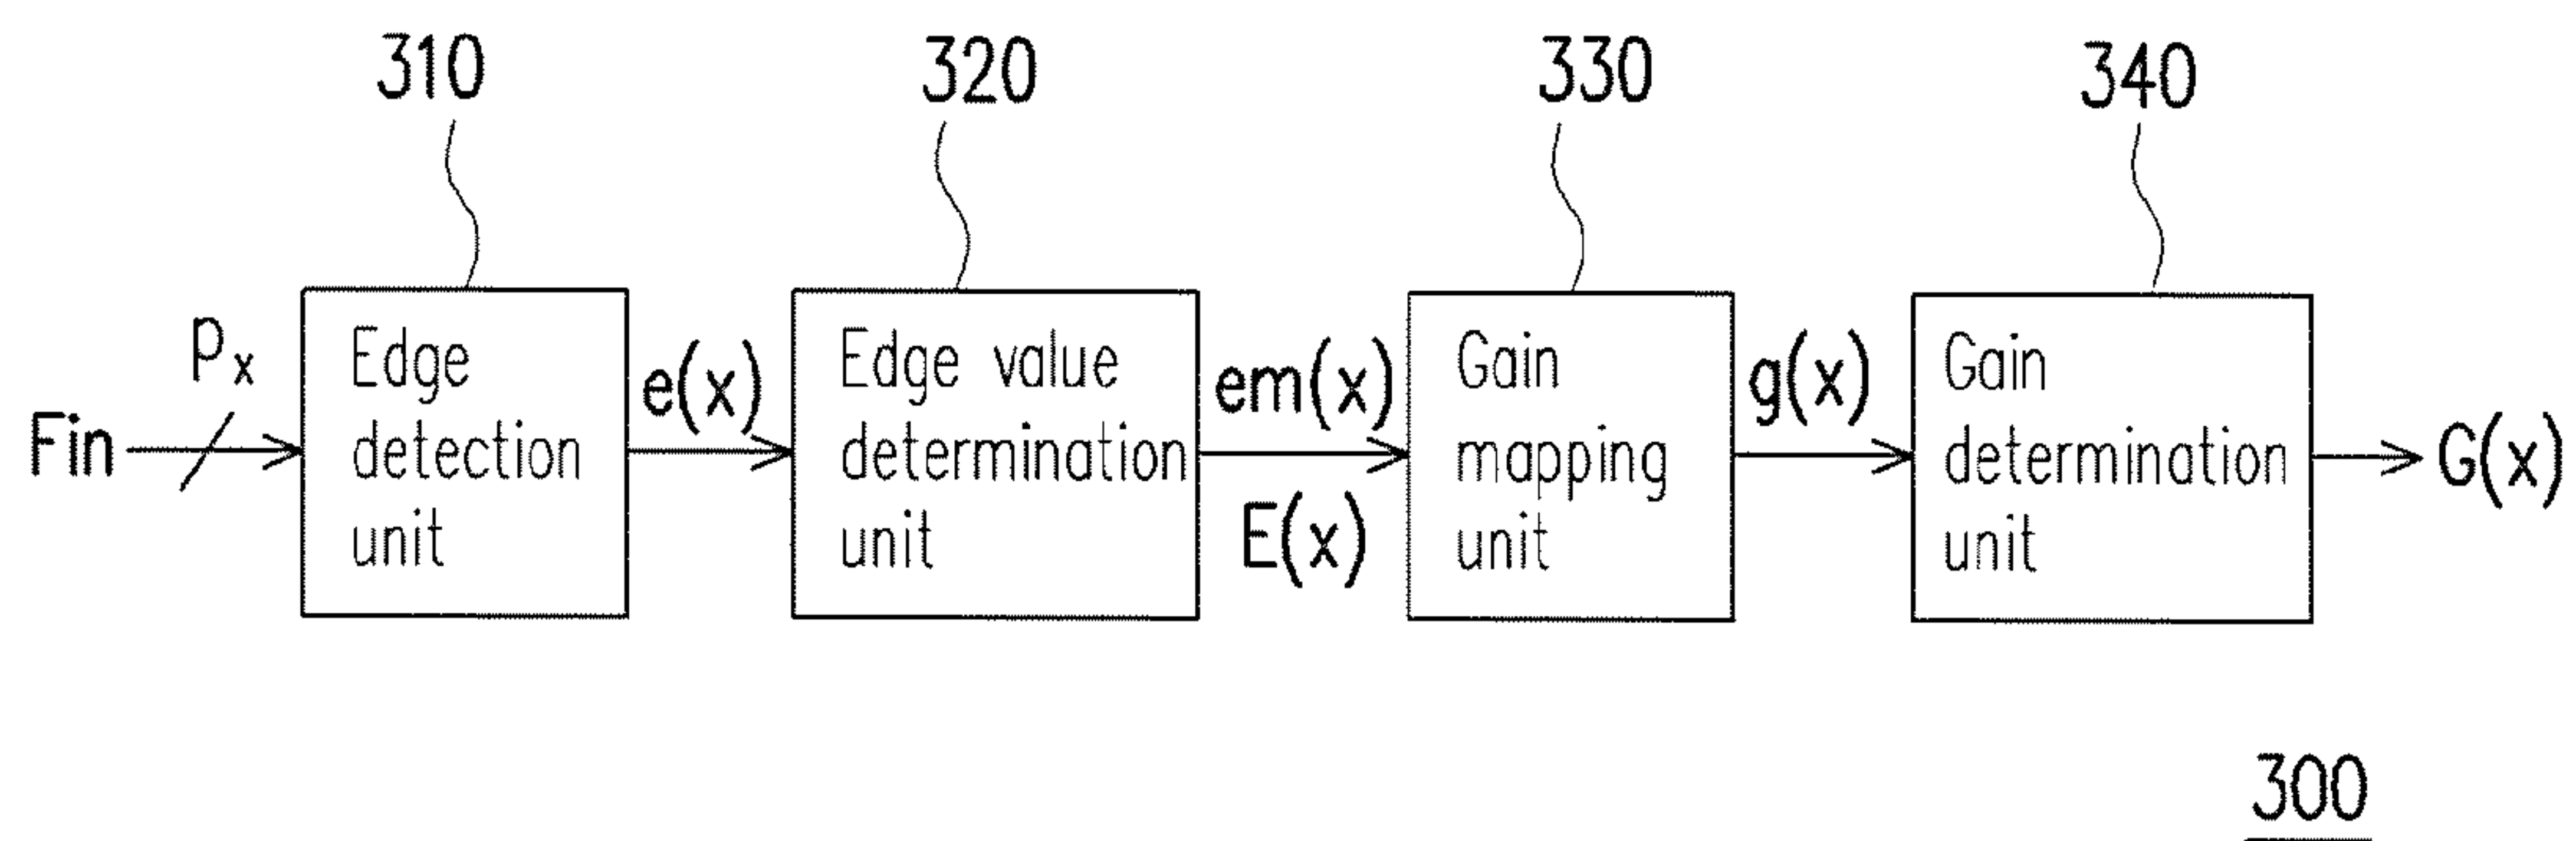 310
320
330
340
Fin
px
Edge
detection
unit
e(x)
Edge value
determination
unit
em(x)
E(x)
Gain
mapping
unit
g(x)
Gain
determination
unit
G(x)
300